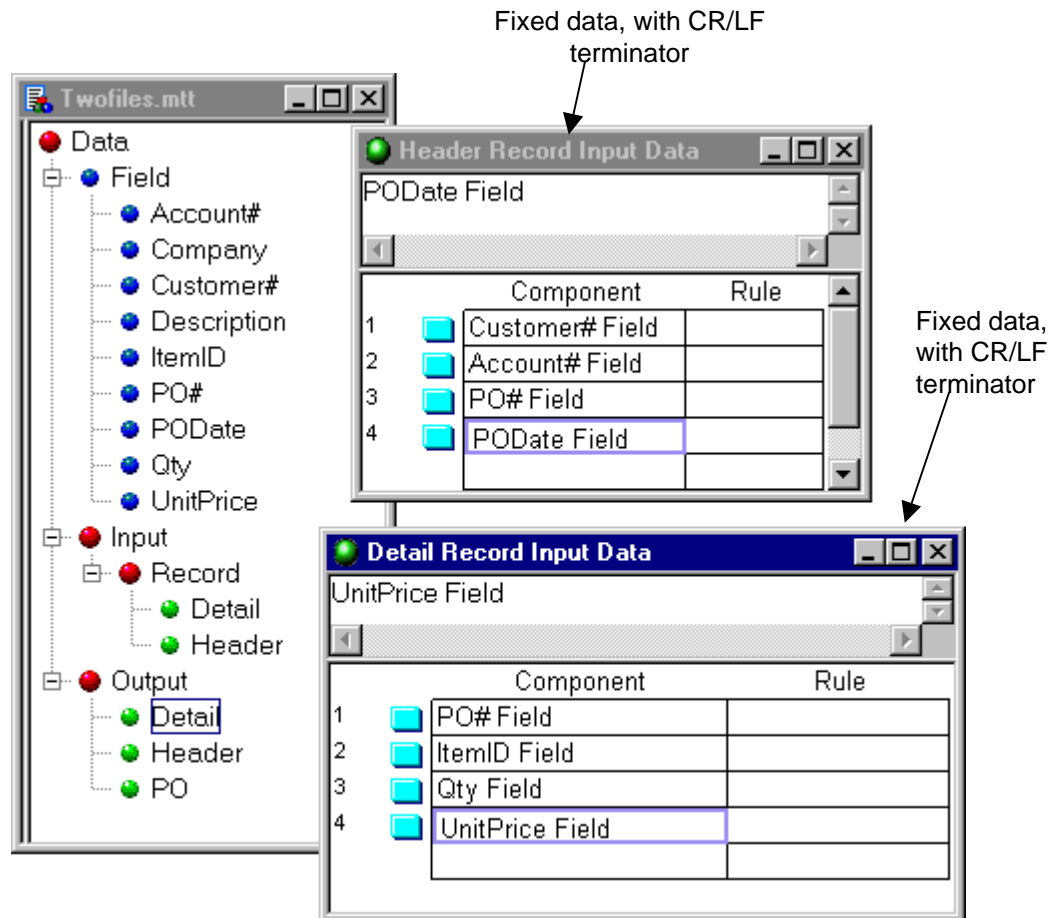 Fixed data, with CR/LF
terminator
Twofiles.mtt
Data
Field
Account#
Company
Customer#
Description
ItemID
PO#
PODate
Qty
UnitPrice
Input
Record
Detail
Header
Output
Detail
Header
PO
Header Record Input Data
PODate Field
Component Rule
1 Customer# Field
2 Account# Field
3 PO# Field
4 PODate Field
Fixed data,
with CR/LF
terminator
Detail Record Input Data
UnitPrice Field
Component Rule
1 PO# Field
2 ItemID Field
3 Qty Field
4 UnitPrice Field